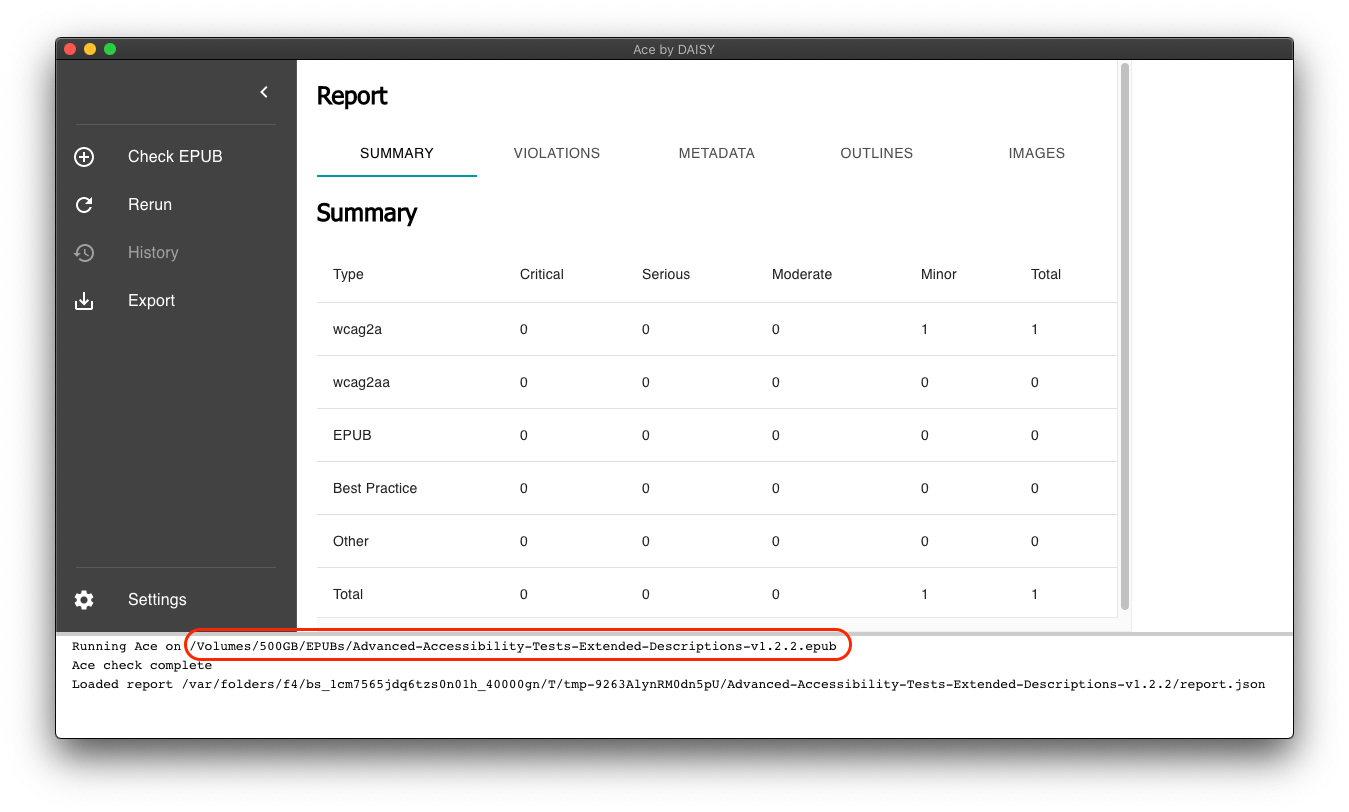 Ace by DAISY
Check EPUB
Rerun
History
Export
Settings
Report
SUMMARY VIOLATIONS METADATA OUTLINES IMAGES
Summary
Type Critical Serious Moderate Minor Total
wcag2a 0 0 0 1 1
wcag2aa 0 0 0 0 0
EPUB 0 0 0 0 0
Best Practice 0 0 0 0 0
Other 0 0 0 0 0
Total 0 0 0 1 1
Running Ace on /Volumes/500GB/EPUBs/Advanced-Accessibility-Tests-Extended-Descriptions-v1.2.2.epub
Ace check complete
Loaded report /var/folders/f4/bs_lcm7565jdq6tzs0n01h_40000gn/T/tmp-9263AlynRM0dn5pU/Advanced-Accessibility-Tests-Extended-Descriptions-v1.2.2/report.json